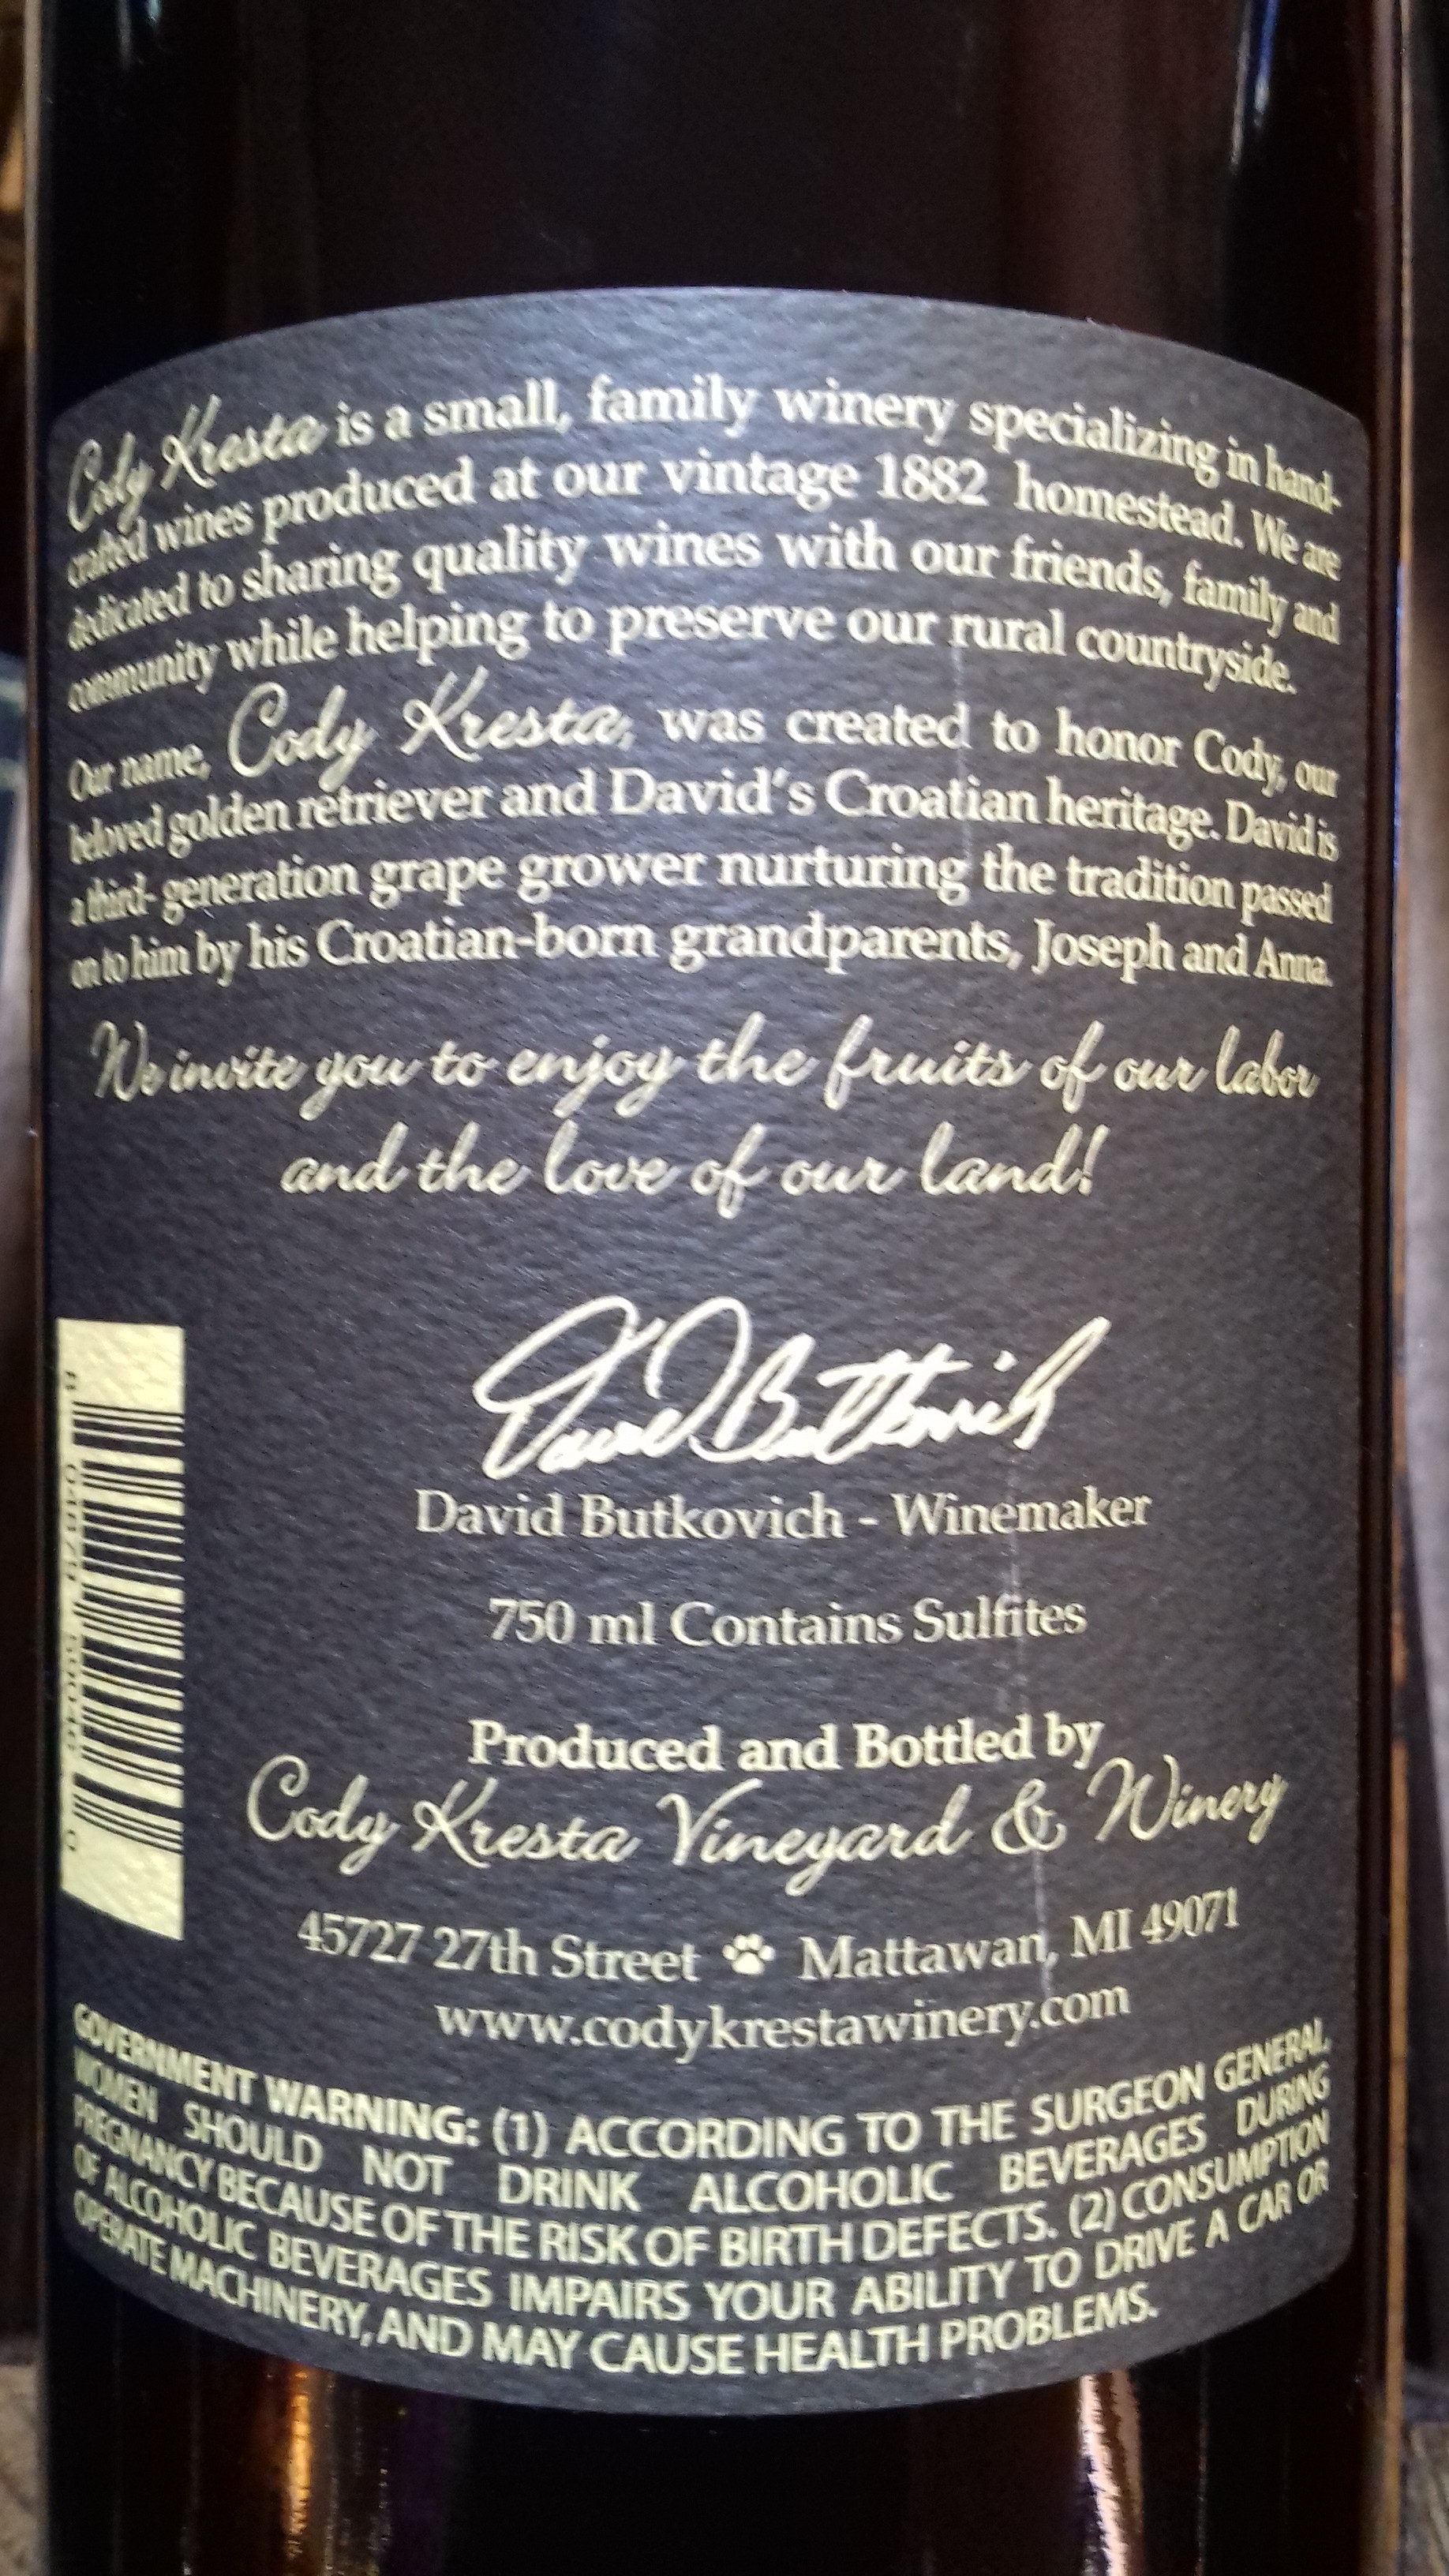 Cody Kresta is a small, family winery specializing in hand-
crafted wines produced at our vintage 1882 homestead. We are
dedicated to sharing quality wines with our friends, family and
community while helping to preserve our rural countryside.
Our name, Cody Kresta, was created to honor Cody, our
beloved golden retriever and David's Croatian heritage. David is
a third- generation grape grower nurturing the tradition passed
on to him by his Croatian-born grandparents, Joseph and Anna.
We invite you to enjoy the fruits of our labor
and the love of our land!
David Butkovich
David Butkovich - Winemaker
750 ml Contains Sulfites
Produced and Bottled by
Cody Kresta Vineyard & Winery
45727 27th Street Mattawan, MI 49071
www.codykrestawinery.com
GOVERNMENT WARNING: (1) ACCORDING TO THE SURGEON GENERAL,
WOMEN SHOULD NOT DRINK ALCOHOLIC BEVERAGES DURING
PREGNANCY BECAUSE OF THE RISK OF BIRTH DEFECTS. (2) CONSUMPTION
OF ALCOHOLIC BEVERAGES IMPAIRS YOUR ABILITY TO DRIVE A CAR OR
OPERATE MACHINERY, AND MAY CAUSE HEALTH PROBLEMS.